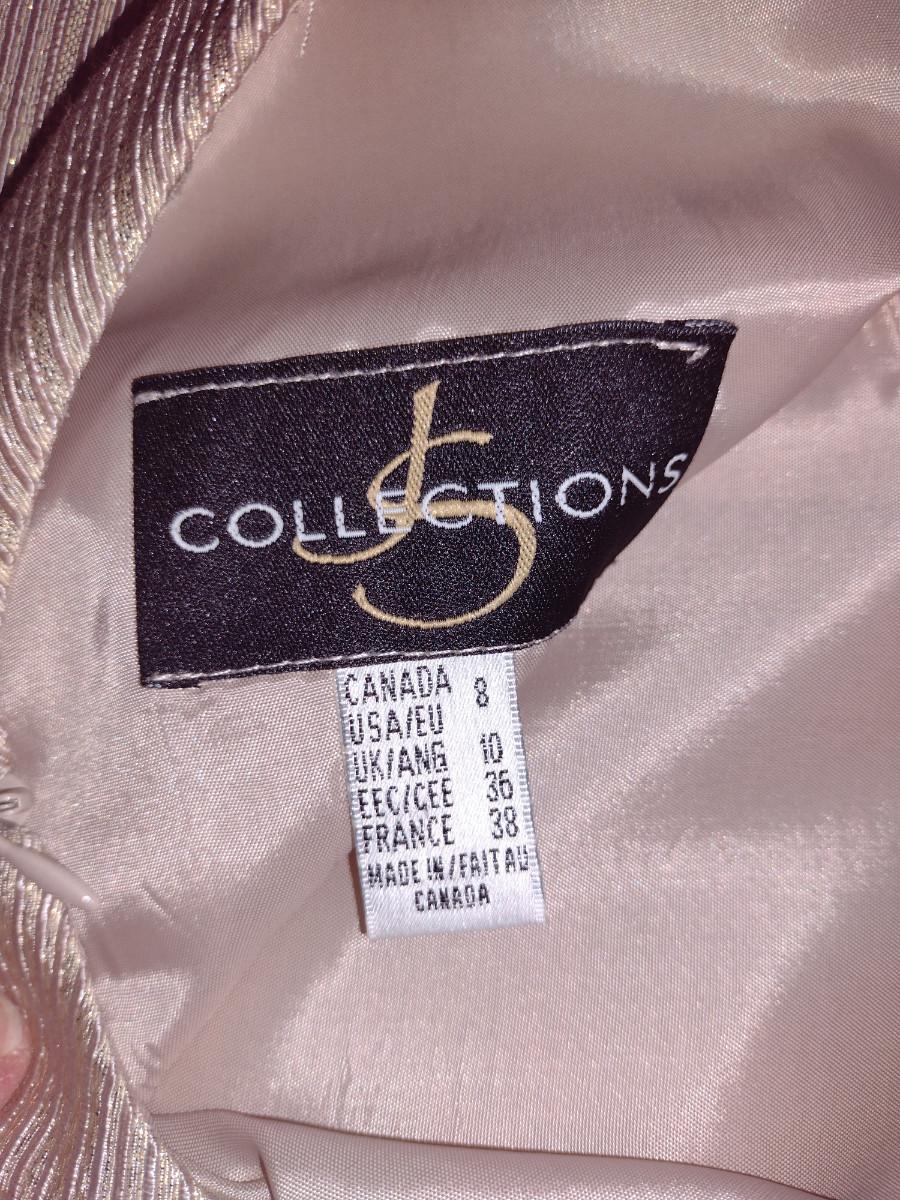 JS
COLLECTIONS
CANADA 8
USA/EU
UK/ANG 10
EEC/CEE 36
FRANCE 38
MADE IN/FAIT AU
CANADA